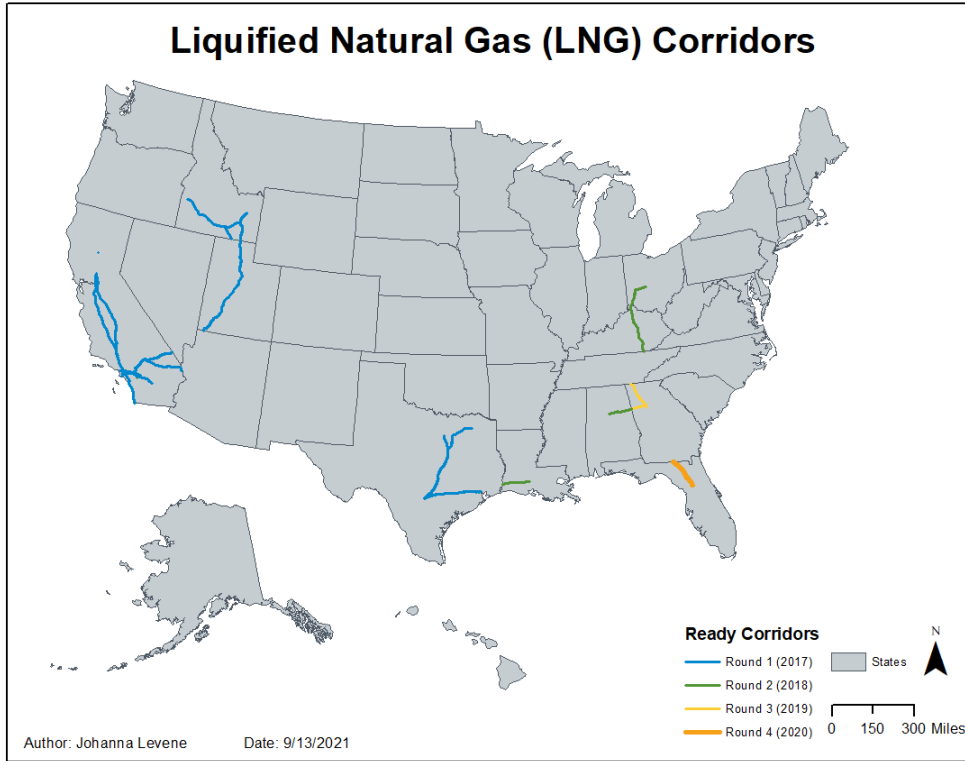 Liquified Natural Gas (LNG) Corridors
Ready Corridors
Round 1 (2017)
Round 2 (2018)
Round 3 (2019)
Round 4 (2020)
States
N
0 150 300 Miles
Author: Johanna Levene Date: 9/13/2021